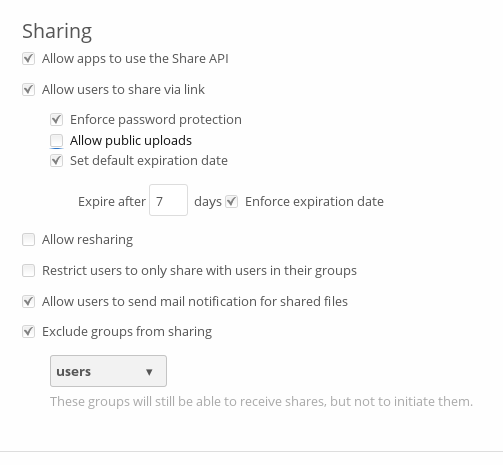 Sharing
Allow apps to use the Share API
Allow users to share via link
Enforce password protection
Allow public uploads
Set default expiration date
Expire after 7 days Enforce expiration date
Allow resharing
Restrict users to only share with users in their groups
Allow users to send mail notification for shared files
Exclude groups from sharing
users
These groups will still be able to receive shares, but not to initiate them.